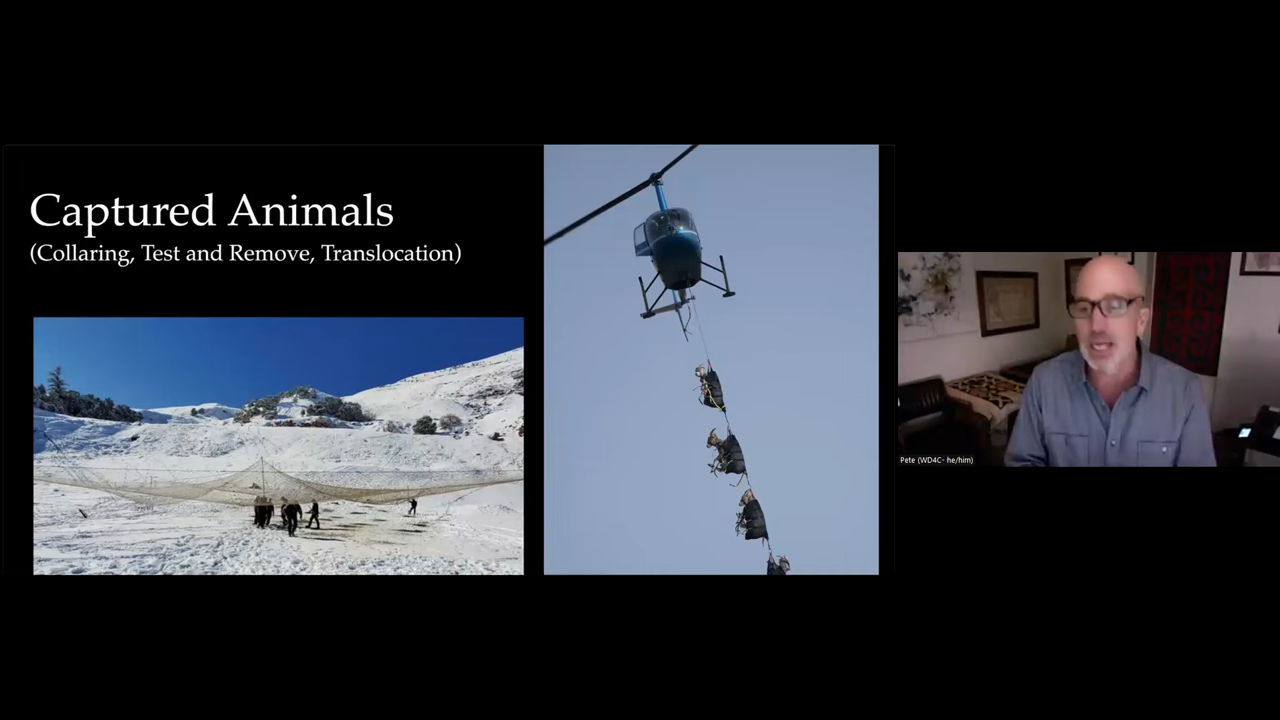 Captured Animals
(Collaring, Test and Remove, Translocation)
Pete (WD4C- he/him)